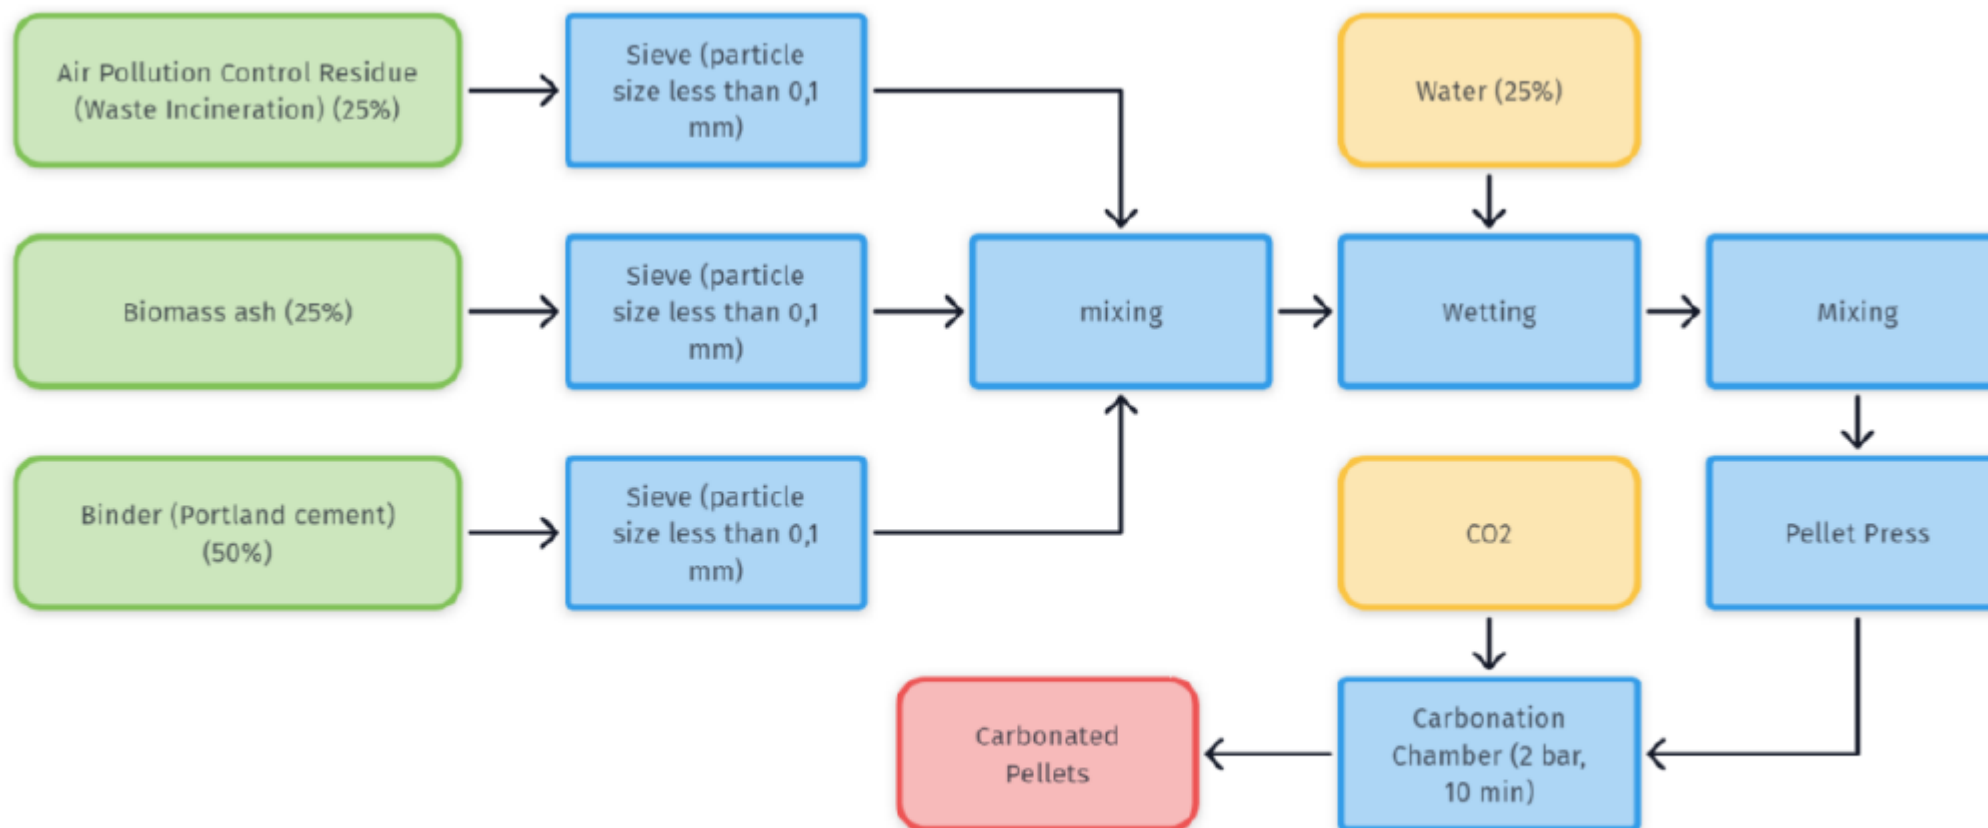 Air Pollution Control Residue
(Waste Incineration) (25%)
Sieve (particle
size less than 0,1
mm)
Water (25%)
Biomass ash (25%)
Sieve (particle
size less than 0,1
mm)
mixing
Wetting
Mixing
Binder (Portland cement)
(50%)
Sieve (particle
size less than 0,1
mm)
CO2
Pellet Press
Carbonated
Pellets
Carbonation
Chamber (2 bar,
10 min)